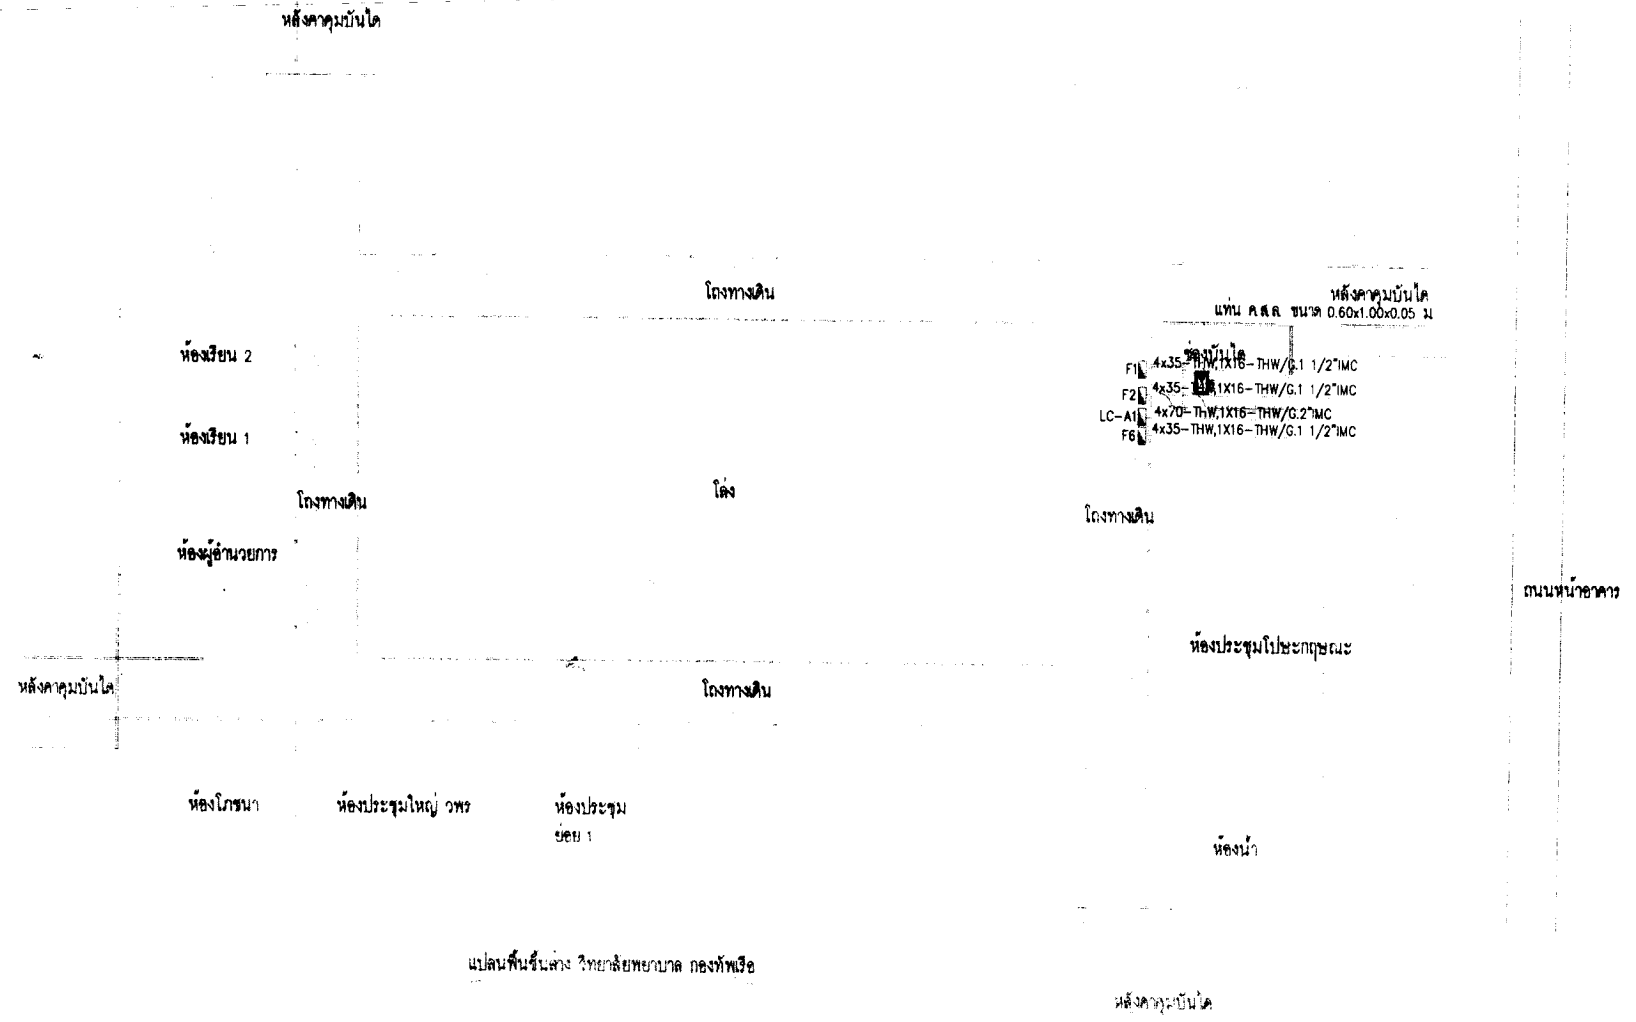 หลังคาคุมบันได
โถงทางเดิน
หลังคาคุมบันได
แท่น ค.ส.ล. ขนาด 0.60x1.00x0.05 ม
ห้องเรียน 2
ช่องบันได
F1 4x35-THW,1X16-THW/G.1 1/2"IMC
F2 4x35-THW,1X16-THW/G.1 1/2"IMC
LC-A1 4x70-THW,1X16-THW/G.2"IMC
F6 4x35-THW,1X16-THW/G.1 1/2"IMC
ห้องเรียน 1
โถงทางเดิน
โล่ง
โถงทางเดิน
ห้องผู้อำนวยการ
ถนนหน้าอาคาร
ห้องประชุมโปษะกฤษณะ
หลังคาคุมบันได
โถงทางเดิน
ห้องโภชนา
ห้องประชุมใหญ่ วพร
ห้องประชุม
ย่อย 1
ห้องน้ำ
แปลนพื้นชั้นล่าง วิทยาลัยพยาบาล กองทัพเรือ
หลังคาคุมบันได